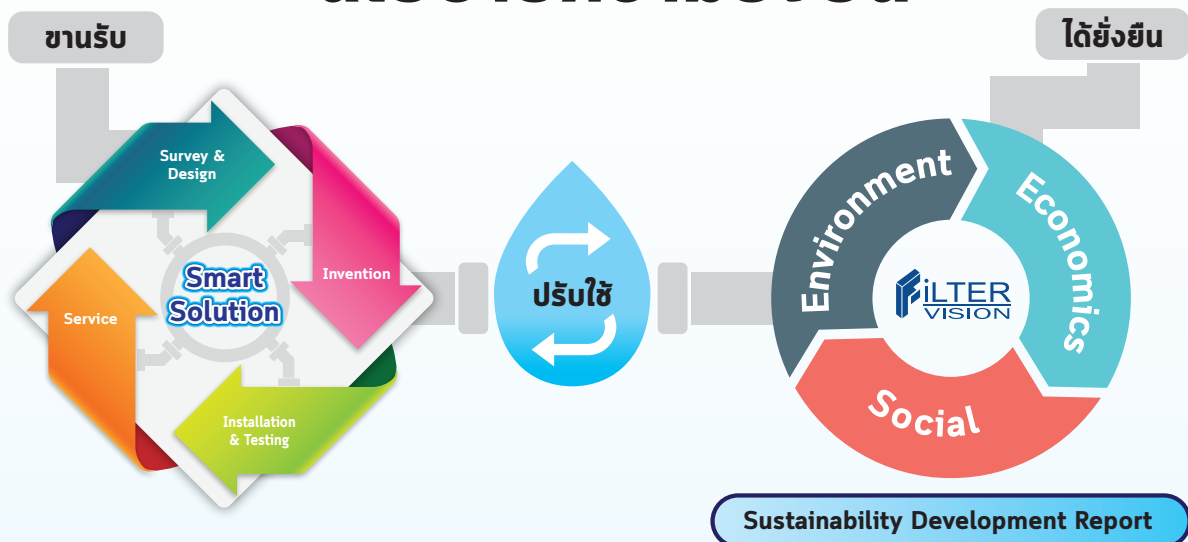 ขานรับ
ได้ยั่งยืน
Survey &
Design
Invention
Smart
Solution
Service
Installation
& Testing
ปรับใช้
Environment
Economics
Social
FiLTER
VISION
Sustainability Development Report